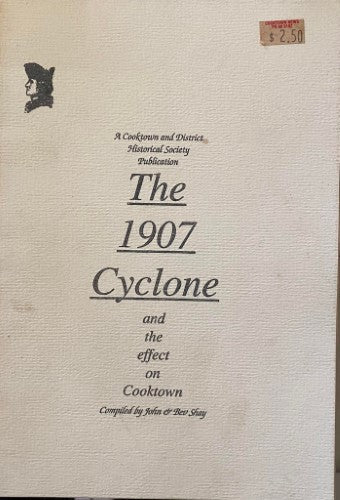 $ 2.50
A Cooktown and District
Historical Society
Publication
The
1907
Cyclone
and
the
effect
on
Cooktown
Compiled by John & Bev Shay